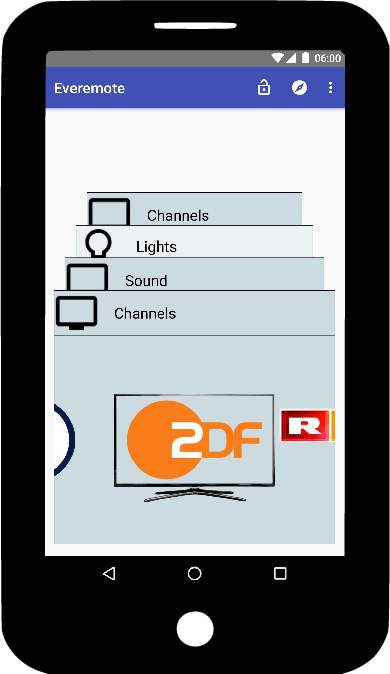 06:00
Everemote
Channels
Lights
Sound
Channels
2DF
R